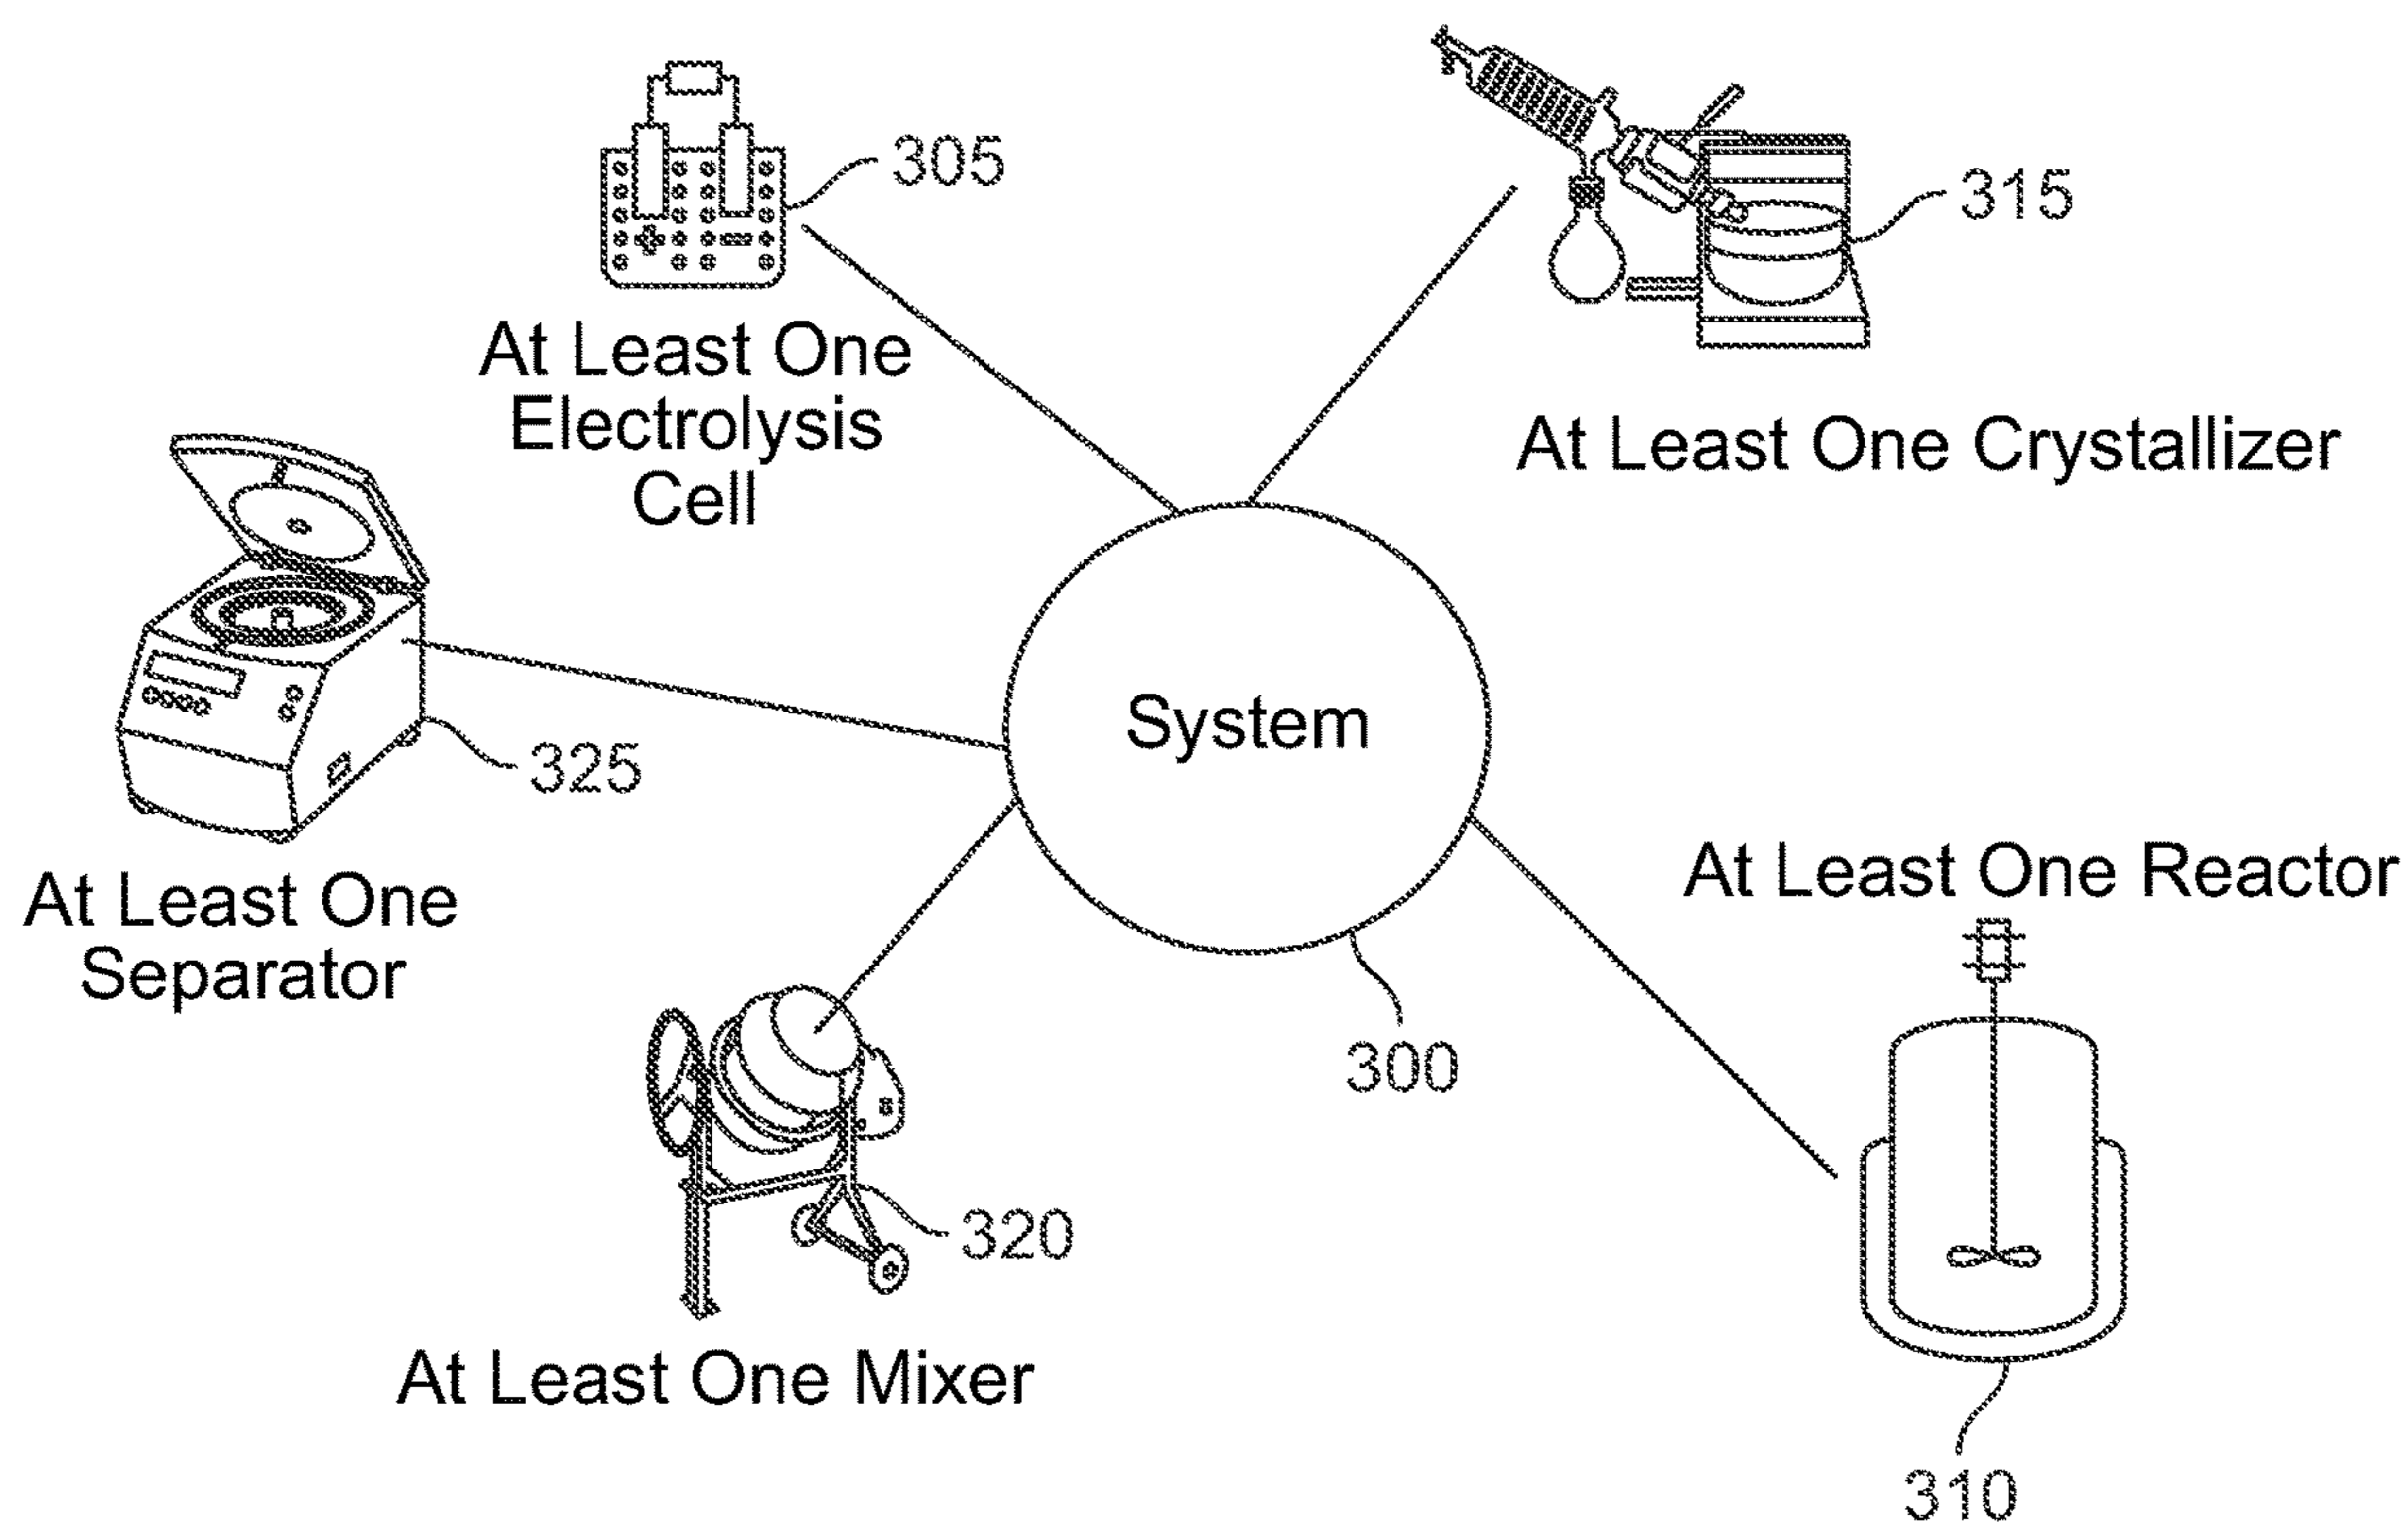 305
315
At Least One
Electrolysis
Cell
At Least One Crystallizer
System
325
At Least One Reactor
At Least One
Separator
300
320
At Least One Mixer
310